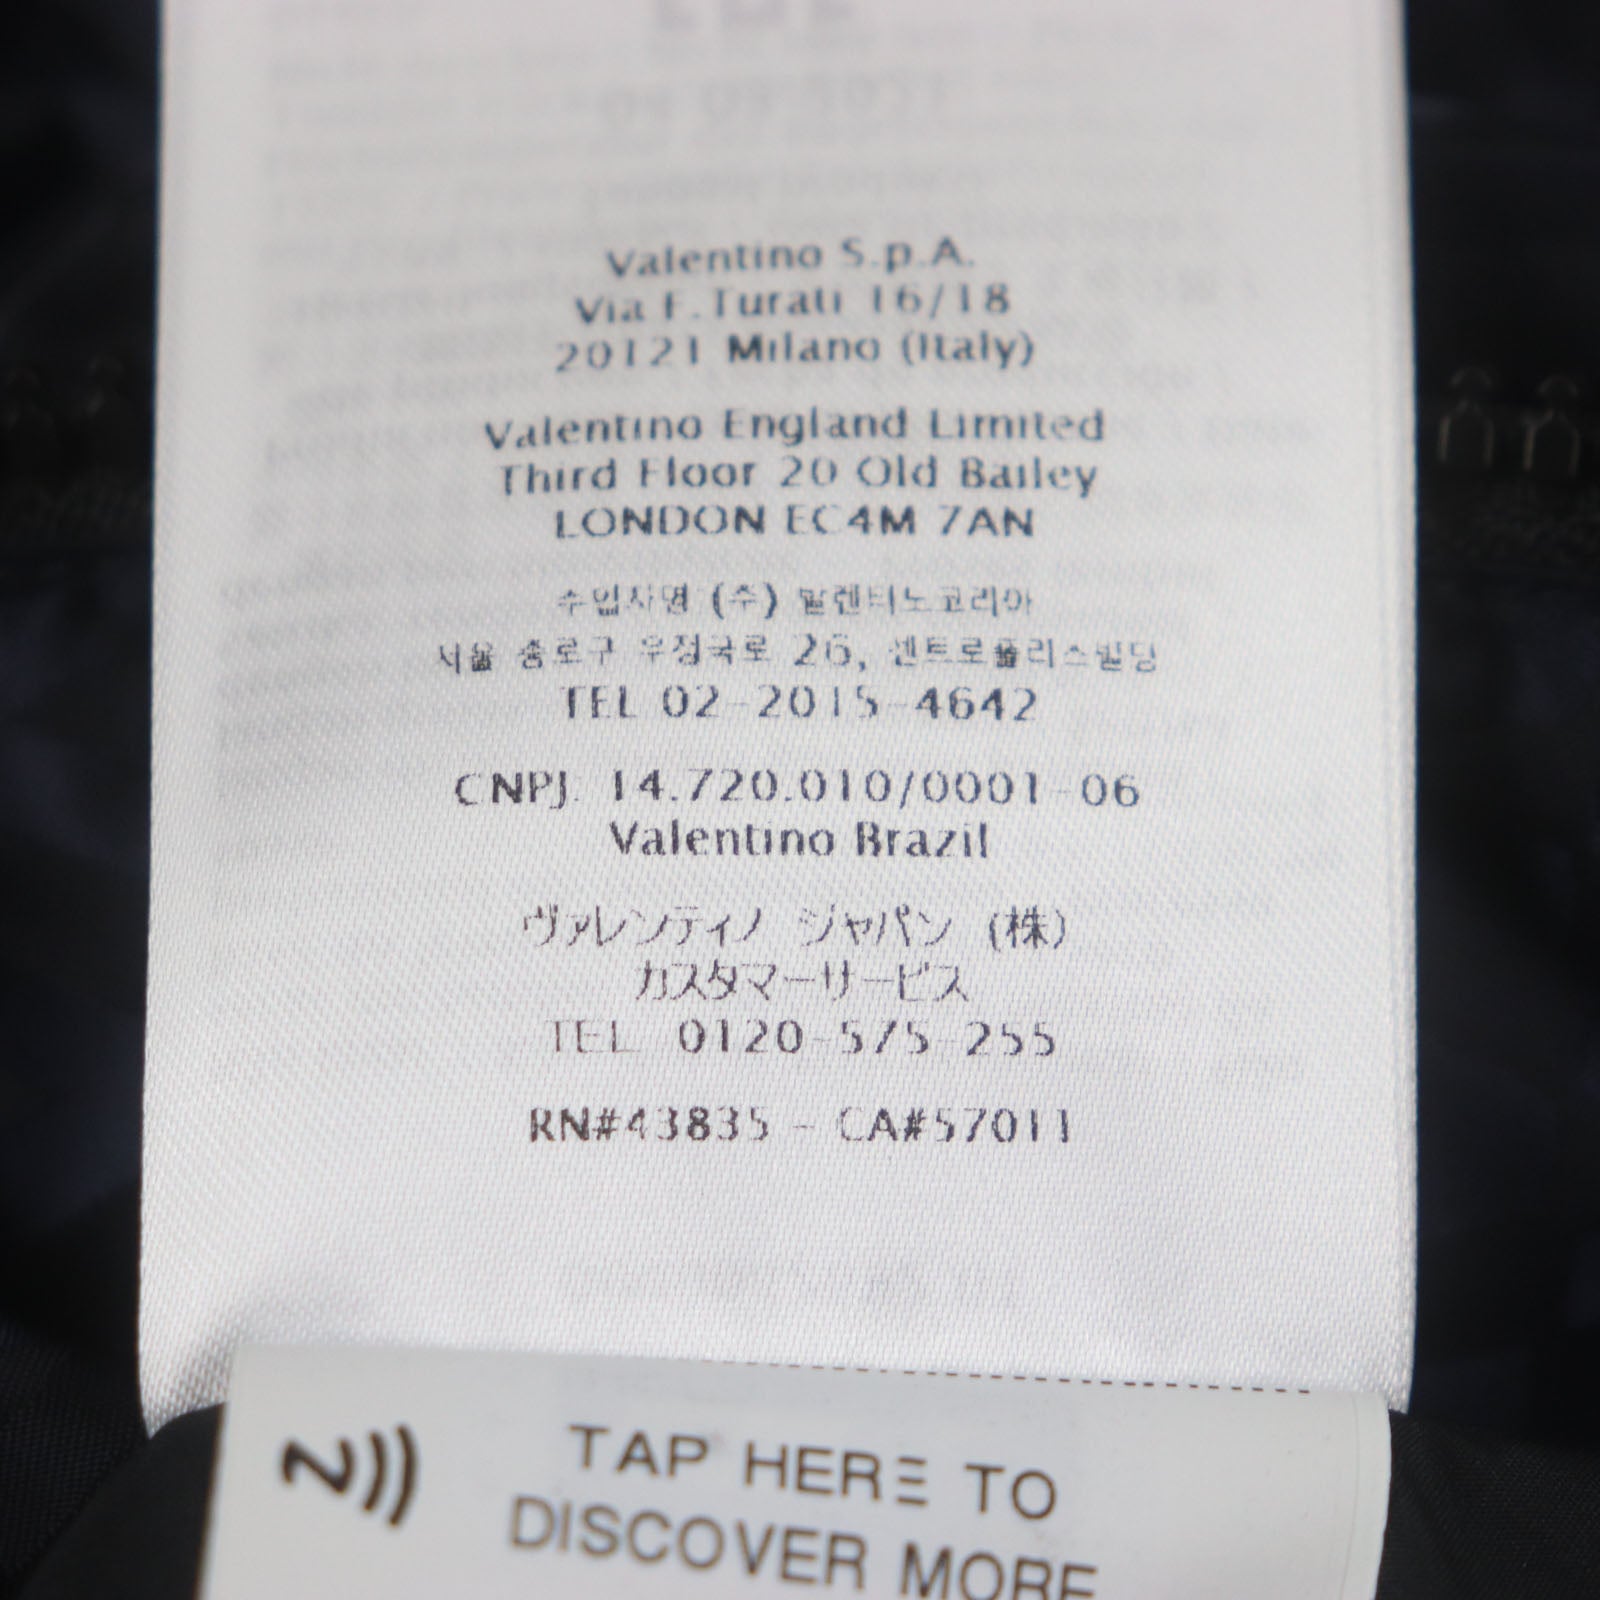 Valentino S.p.A.
Via F.Turati 16/18
20121 Milano (Italy)
Valentino England Limited
Third Floor 20 Old Bailey
LONDON EC4M 7AN
수입자명 (주) 발렌티노코리아
서울 종로구 우정국로 26, 센트로폴리스빌딩
TEL 02-2015-4642
CNPJ: 14.720.010/0001-06
Valentino Brazil
ヴァレンティノ ジャパン (株)
カスタマーサービス
TEL 0120-575-255
RN#43835 - CA#57011
TAP HERE TO
DISCOVER MORE